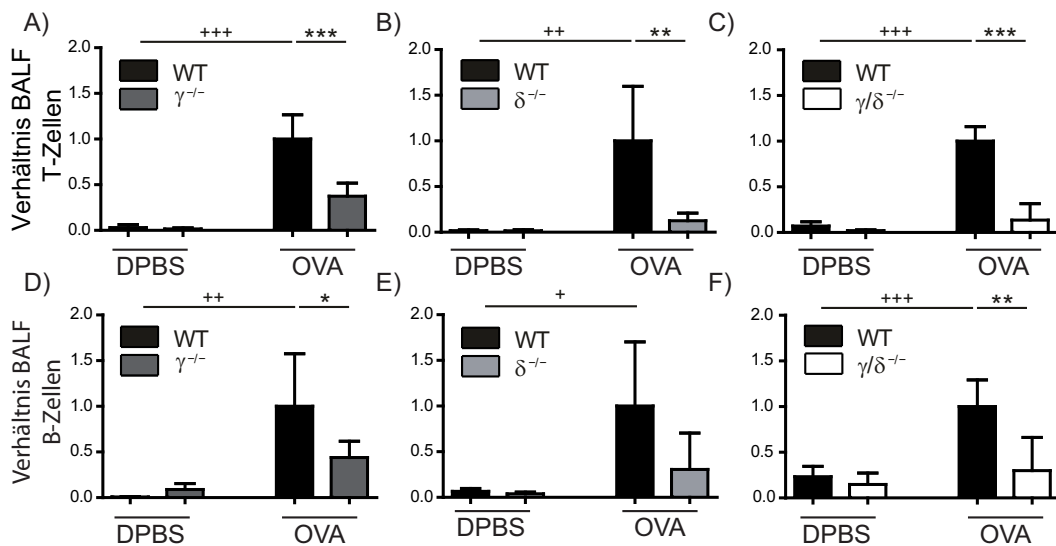 A)
+++ ***
2.0
WT
γ−/−
1.5
1.0
0.5
0.0
DPBS OVA
Verhältnis BALF
T-Zellen
B)
++ **
2.0
WT
δ−/−
1.5
1.0
0.5
0.0
DPBS OVA
C)
+++ ***
2.0
WT
γ/δ−/−
1.5
1.0
0.5
0.0
DPBS OVA
D)
++ *
2.0
WT
γ−/−
1.5
1.0
0.5
0.0
DPBS OVA
Verhältnis BALF
B-Zellen
E)
+
2.0
WT
δ−/−
1.5
1.0
0.5
0.0
DPBS OVA
F)
+++ **
2.0
WT
γ/δ−/−
1.5
1.0
0.5
0.0
DPBS OVA